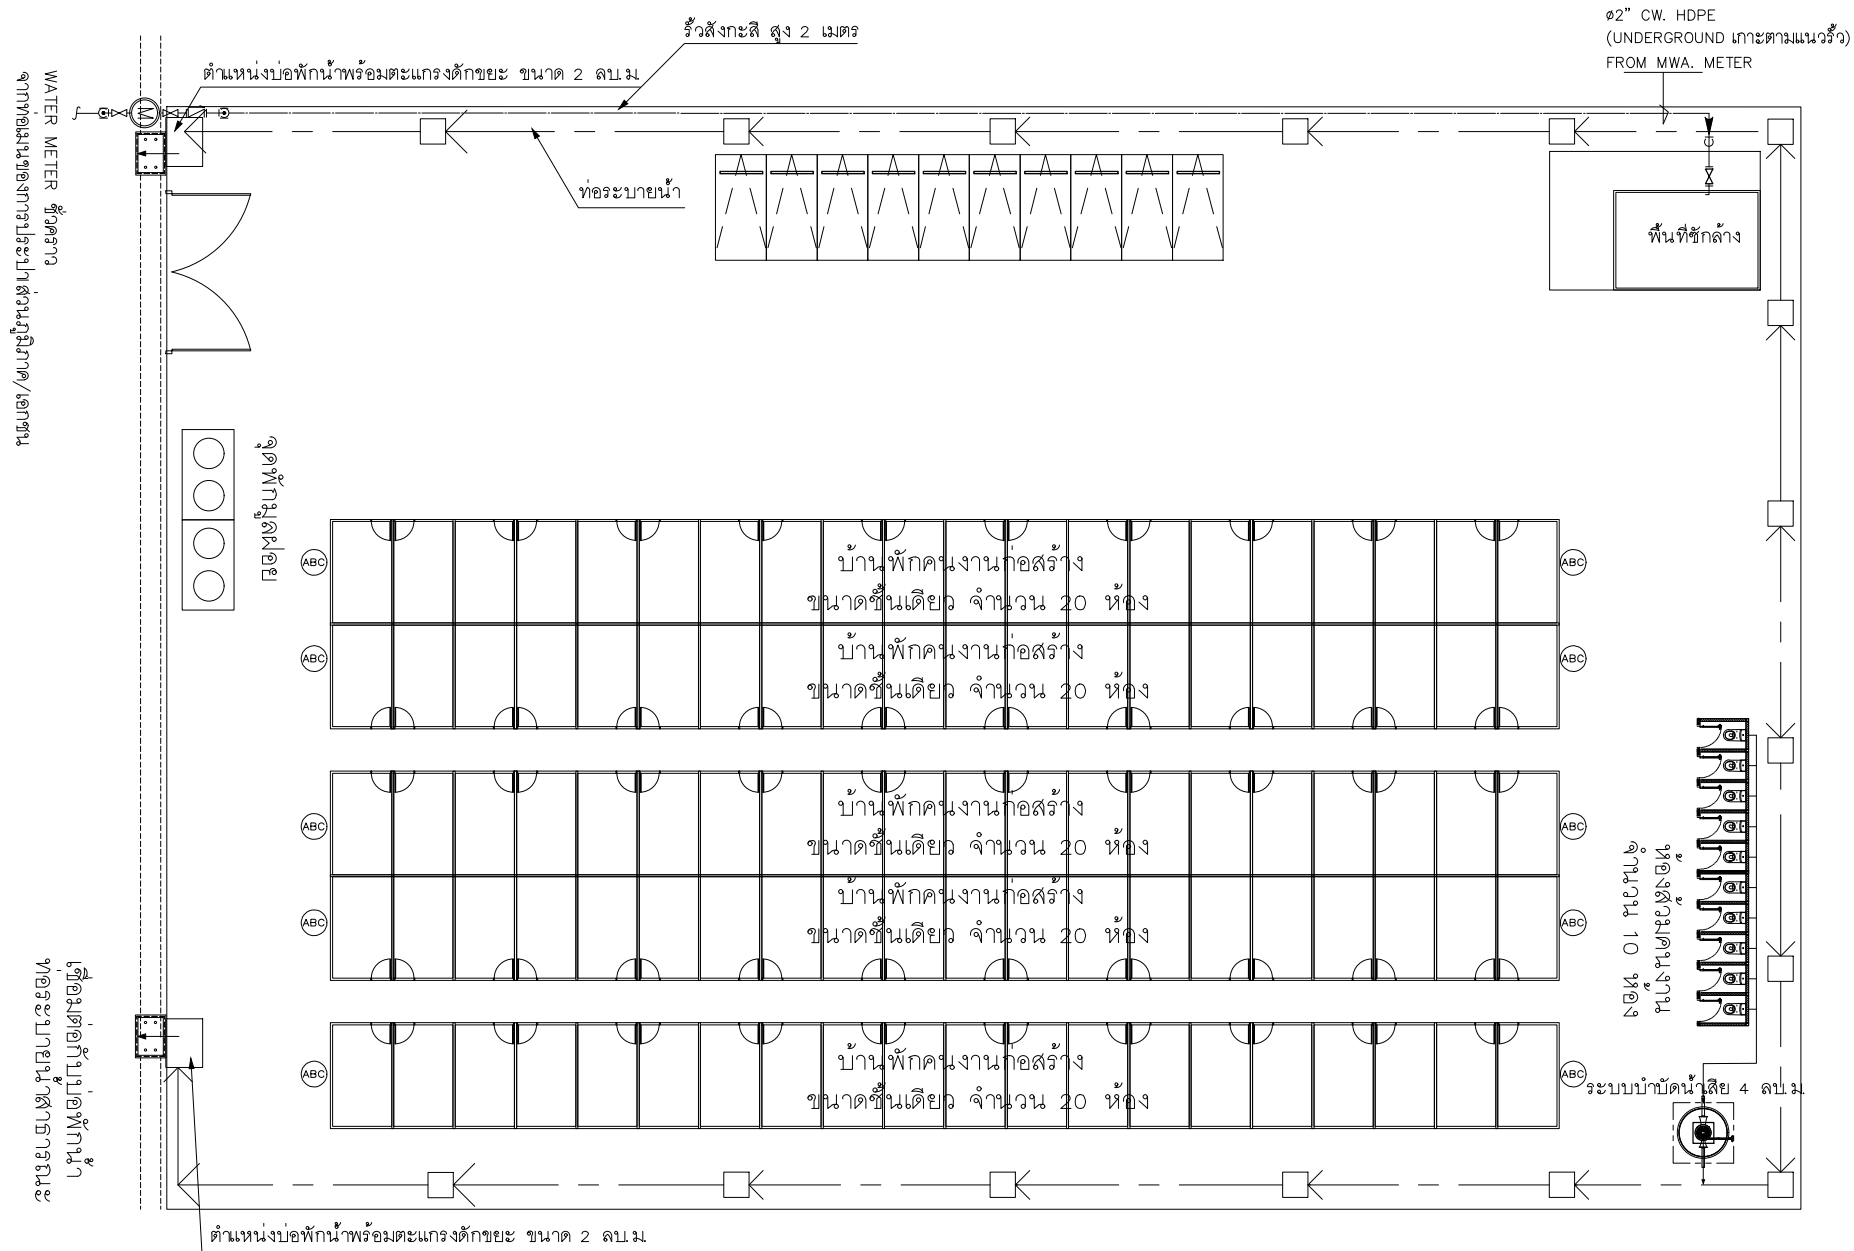 ø2" CW. HDPE
(UNDERGROUND เกาะตามแนวรั้ว)
FROM MWA. METER
รั้วสังกะสี สูง 2 เมตร
ตำแหน่งบ่อพักน้ำพร้อมตะแกรงดักขยะ ขนาด 2 ลบ.ม.
WATER METER ชั่วคราว
จากท่อเมนของการประปาส่วนภูมิภาค/เอกชน
M
ท่อระบายน้ำ
พื้นที่ซักล้าง
จุดพักมูลฝอย
ABC
บ้านพักคนงานก่อสร้าง
ABC
ขนาดชั้นเดียว จำนวน 20 ห้อง
ABC
บ้านพักคนงานก่อสร้าง
ABC
ขนาดชั้นเดียว จำนวน 20 ห้อง
ABC
บ้านพักคนงานก่อสร้าง
ABC
ขนาดชั้นเดียว จำนวน 20 ห้อง
ABC
บ้านพักคนงานก่อสร้าง
ABC
ขนาดชั้นเดียว จำนวน 20 ห้อง
ABC
บ้านพักคนงานก่อสร้าง
ABC
ขนาดชั้นเดียว จำนวน 20 ห้อง
ห้องส้วมคนงาน
จำนวน 10 ห้อง
ระบบบำบัดน้ำเสีย 4 ลบ.ม.
เชื่อมต่อกับบ่อพักน้ำ
ท่อระบายน้ำสาธารณะ
ตำแหน่งบ่อพักน้ำพร้อมตะแกรงดักขยะ ขนาด 2 ลบ.ม.